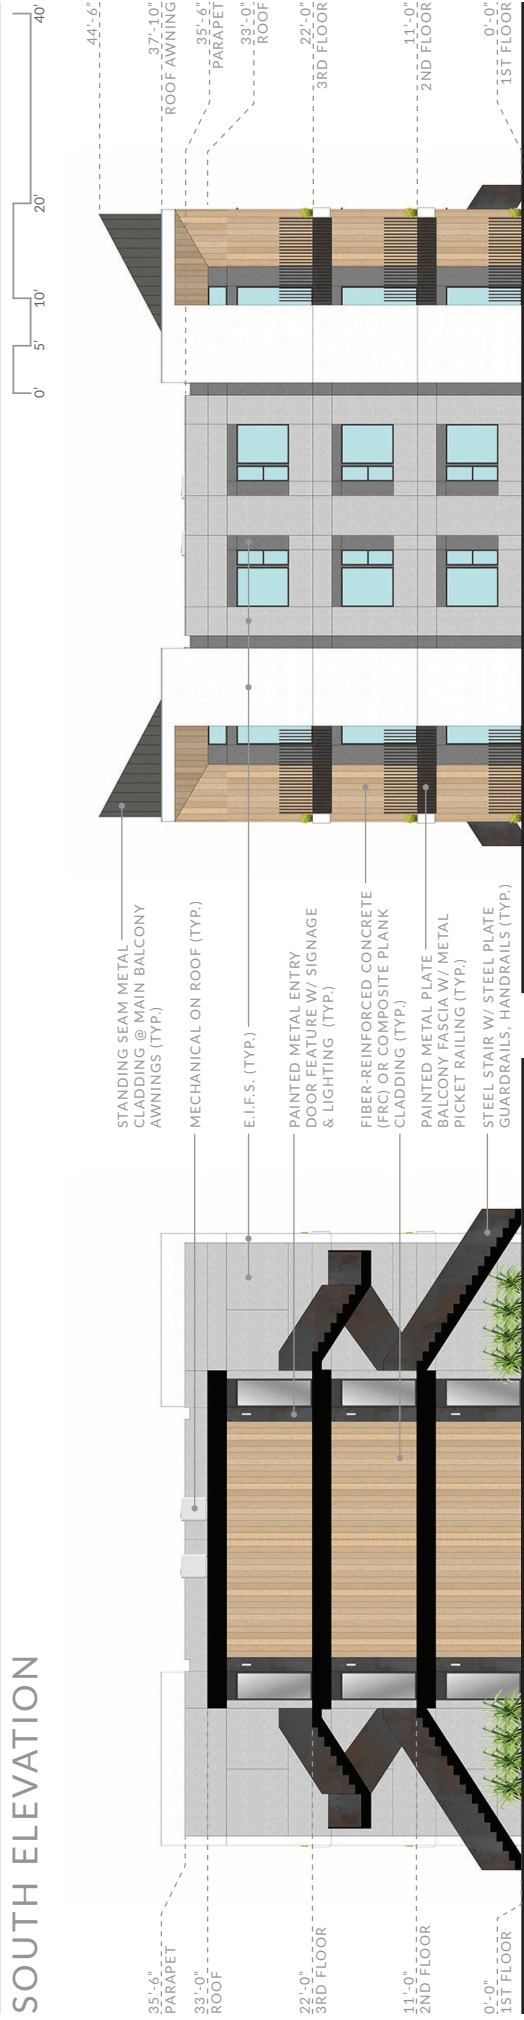 SOUTH ELEVATION
0' 5' 10' 20' 40'
35'-6"
PARAPET
33'-0"
ROOF
22'-0"
3RD FLOOR
11'-0"
2ND FLOOR
0'-0"
1ST FLOOR
STANDING SEAM METAL
CLADDING @ MAIN BALCONY
AWNINGS (TYP.)
MECHANICAL ON ROOF (TYP.)
E.I.F.S. (TYP.)
PAINTED METAL ENTRY
DOOR FEATURE W/ SIGNAGE
& LIGHTING (TYP.)
FIBER-REINFORCED CONCRETE
(FRC) OR COMPOSITE PLANK
CLADDING (TYP.)
PAINTED METAL PLATE
BALCONY FASCIA W/ METAL
PICKET RAILING (TYP.)
STEEL STAIR W/ STEEL PLATE
GUARDRAILS, HANDRAILS (TYP.)
44'-6"
37'-10"
ROOF AWNING
35'-6"
PARAPET
33'-0"
ROOF
22'-0"
3RD FLOOR
11'-0"
2ND FLOOR
0'-0"
1ST FLOOR